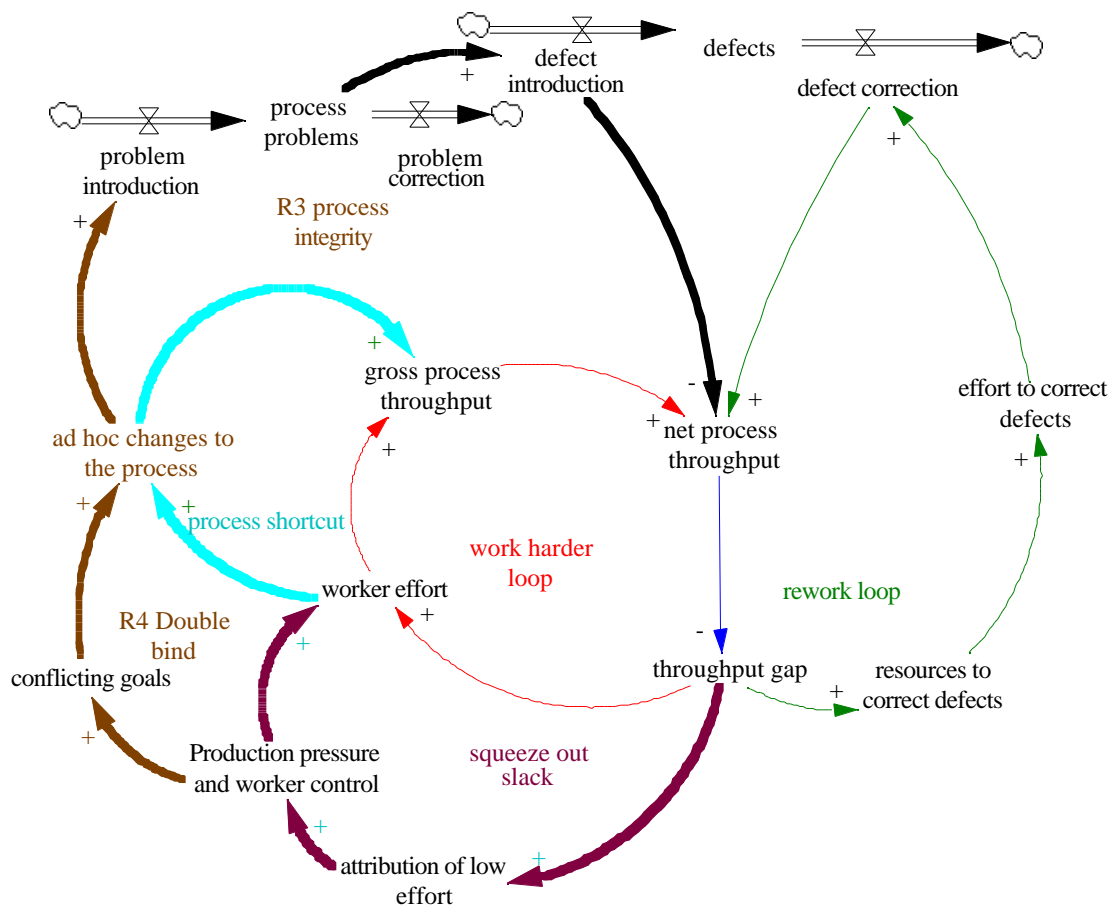 defect
introduction
defects
defect correction
+
process
problems
problem
introduction
problem
correction
+
+
R3 process
integrity
+
gross process
throughput
-
+
+
net process
throughput
effort to correct
defects
+
ad hoc changes to
the process
+
+
+
process shortcut
work harder
loop
worker effort
+
rework loop
+
R4 Double
bind
-
conflicting goals
throughput gap
resources to
correct defects
+
+
Production pressure
and worker control
squeeze out
slack
+
+
attribution of low
effort